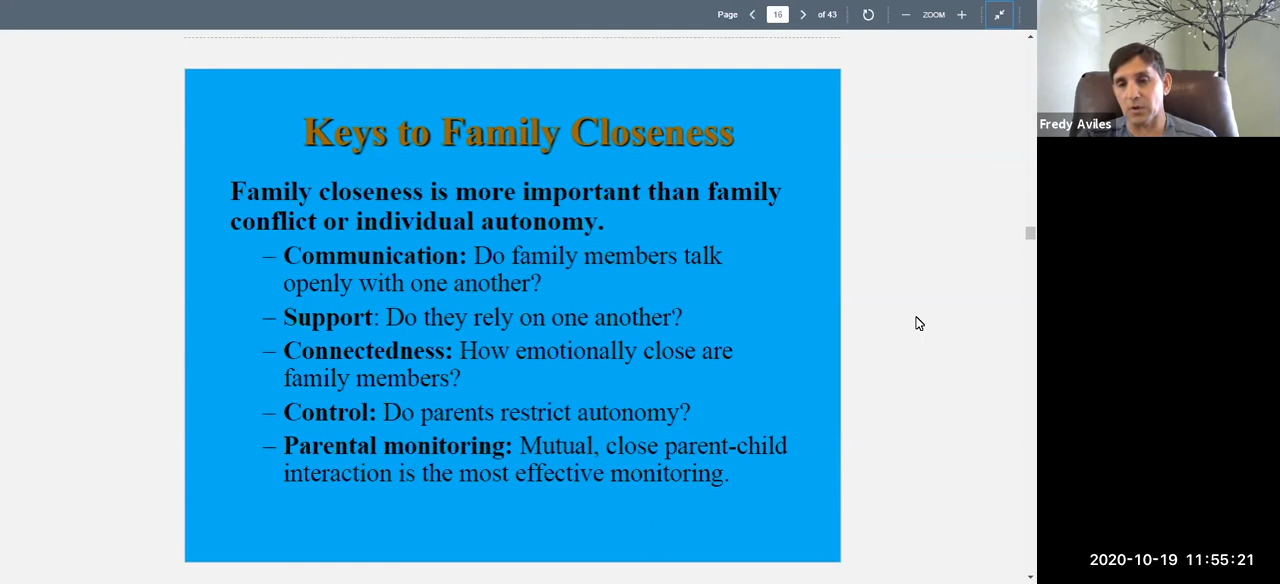 Page 16 of 43 ZOOM
Keys to Family Closeness
Family closeness is more important than family
conflict or individual autonomy.
– Communication: Do family members talk
openly with one another?
– Support: Do they rely on one another?
– Connectedness: How emotionally close are
family members?
– Control: Do parents restrict autonomy?
– Parental monitoring: Mutual, close parent-child
interaction is the most effective monitoring.
Fredy Aviles
2020-10-19 11:55:21